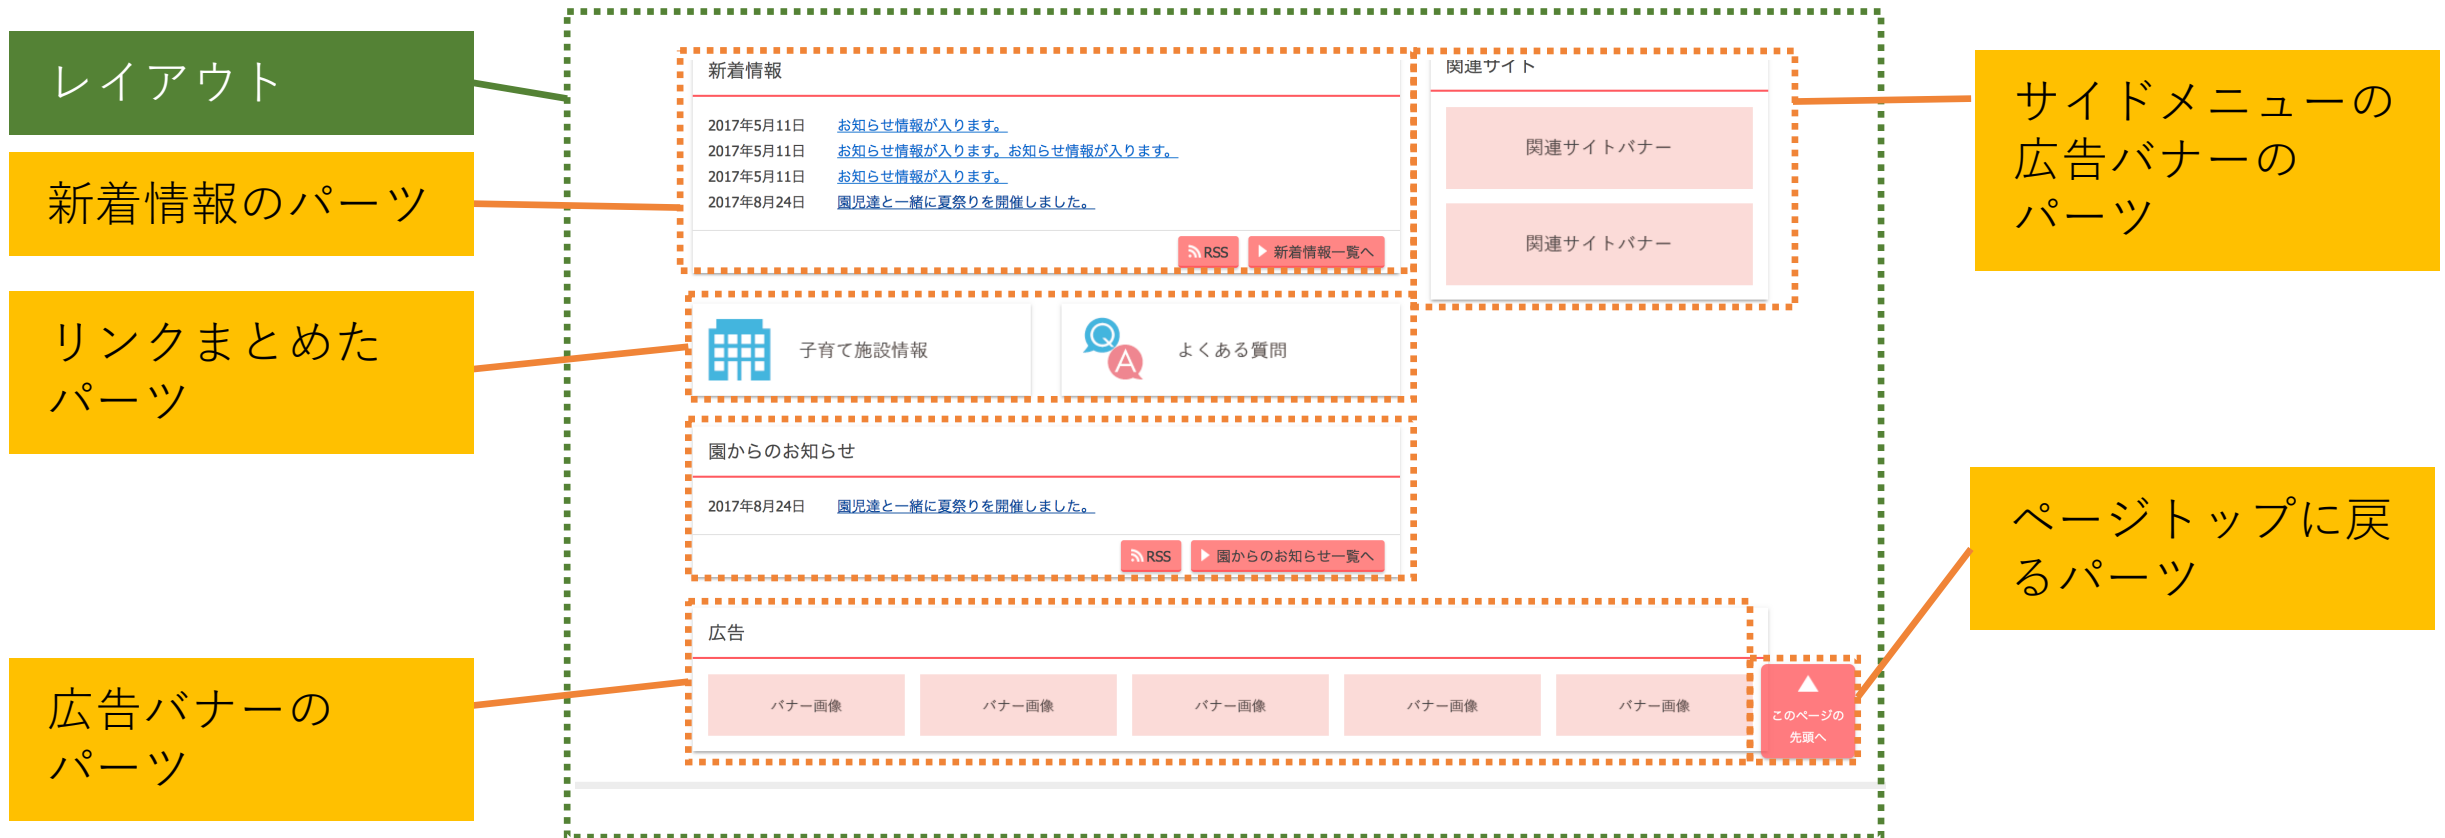 レイアウト
新着情報のパーツ
リンクまとめた
パーツ
広告バナーの
パーツ
新着情報
2017年5月11日 お知らせ情報が入ります。
2017年5月11日 お知らせ情報が入ります。お知らせ情報が入ります。
2017年5月11日 お知らせ情報が入ります。
2017年8月24日 園児達と一緒に夏祭りを開催しました。
RSS 新着情報一覧へ
子育て施設情報
Q
A
よくある質問
園からのお知らせ
2017年8月24日 園児達と一緒に夏祭りを開催しました。
RSS 園からのお知らせ一覧へ
広告
バナー画像 バナー画像 バナー画像 バナー画像 バナー画像
関連サイト
関連サイトバナー
関連サイトバナー
このページの
先頭へ
サイドメニューの
広告バナーの
パーツ
ページトップに戻
るパーツ